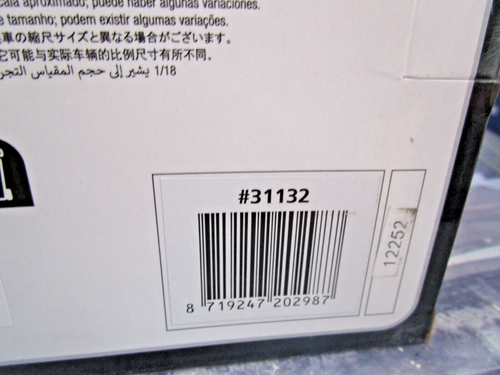 cala aproximado; puede haber algunas variaciones.
e tamanho; podem existir algumas variações.
車の縮尺サイズと異なる場合がございます。
它可能与实际车辆的比例尺寸有所不同。
1/18 يشير إلى حجم المقياس التجر
#31132
8 719247 202987
12252